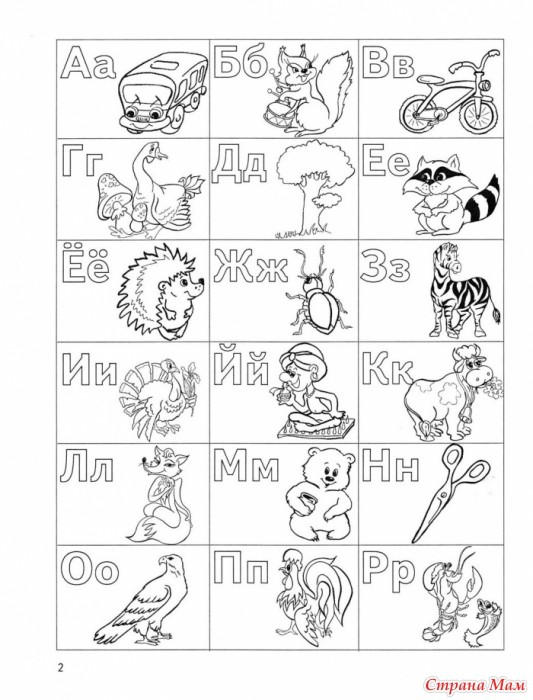 Аа Бб Вв
Гг Дд Ее
Ёё Жж Зз
Ии Йй Кк
Лл Мм Нн
Оо Пп Рр
2
Страна Мам